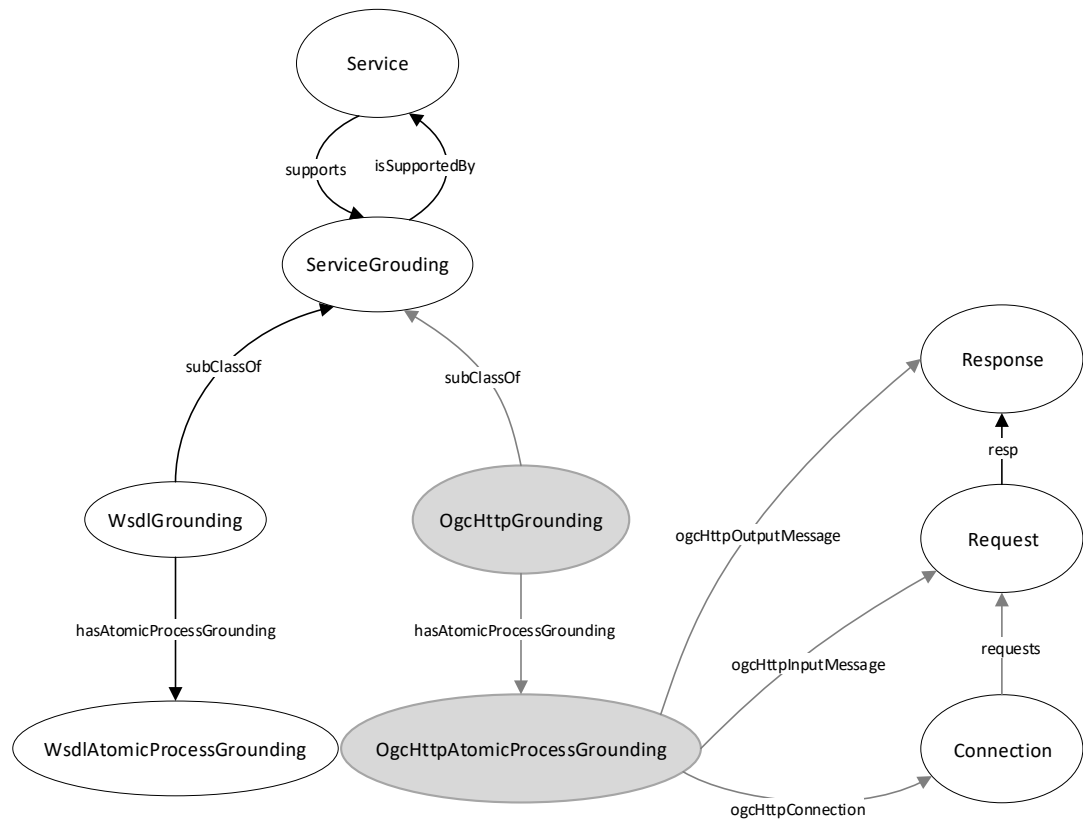 Service
supports
isSupportedBy
ServiceGrouding
subClassOf
subClassOf
Response
resp
WsdlGrounding
OgcHttpGrounding
ogcHttpOutputMessage
Request
hasAtomicProcessGrounding
hasAtomicProcessGrounding
ogcHttpInputMessage
requests
WsdlAtomicProcessGrounding
OgcHttpAtomicProcessGrounding
Connection
ogcHttpConnection